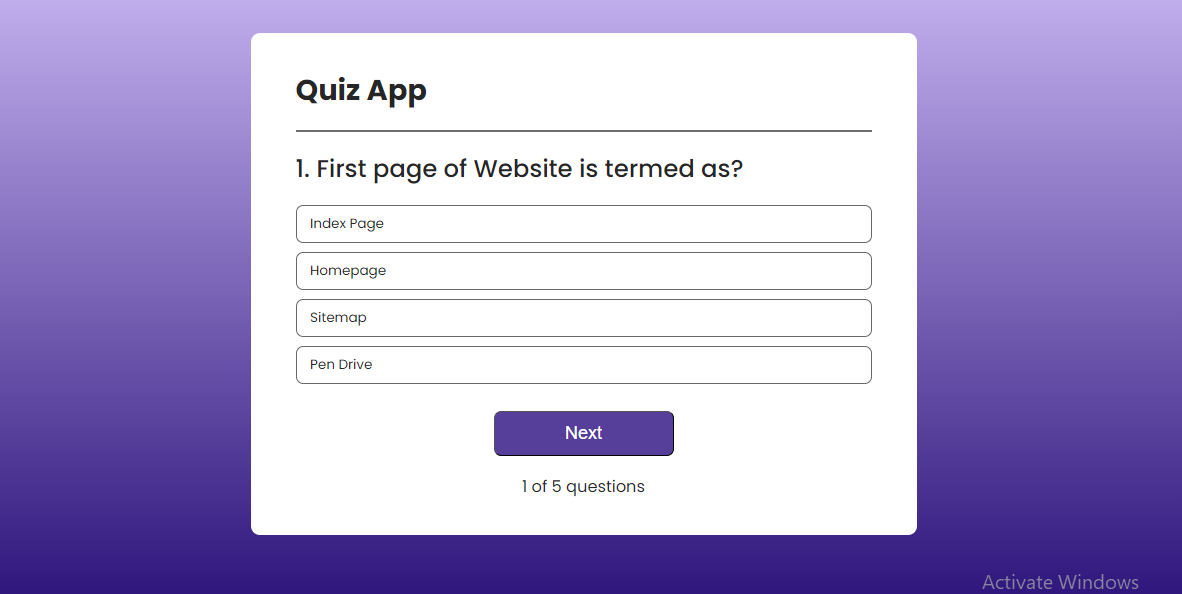 Quiz App
1. First page of Website is termed as?
Index Page
Homepage
Sitemap
Pen Drive
Next
1 of 5 questions
Activate Windows